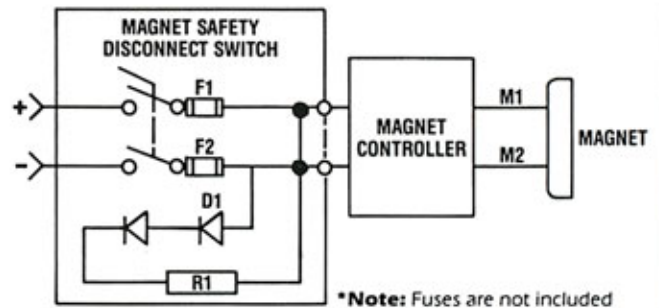 MAGNET SAFETY
DISCONNECT SWITCH
F1
+
F2
-
D1
R1
MAGNET
CONTROLLER
M1
M2
MAGNET
*Note: Fuses are not included